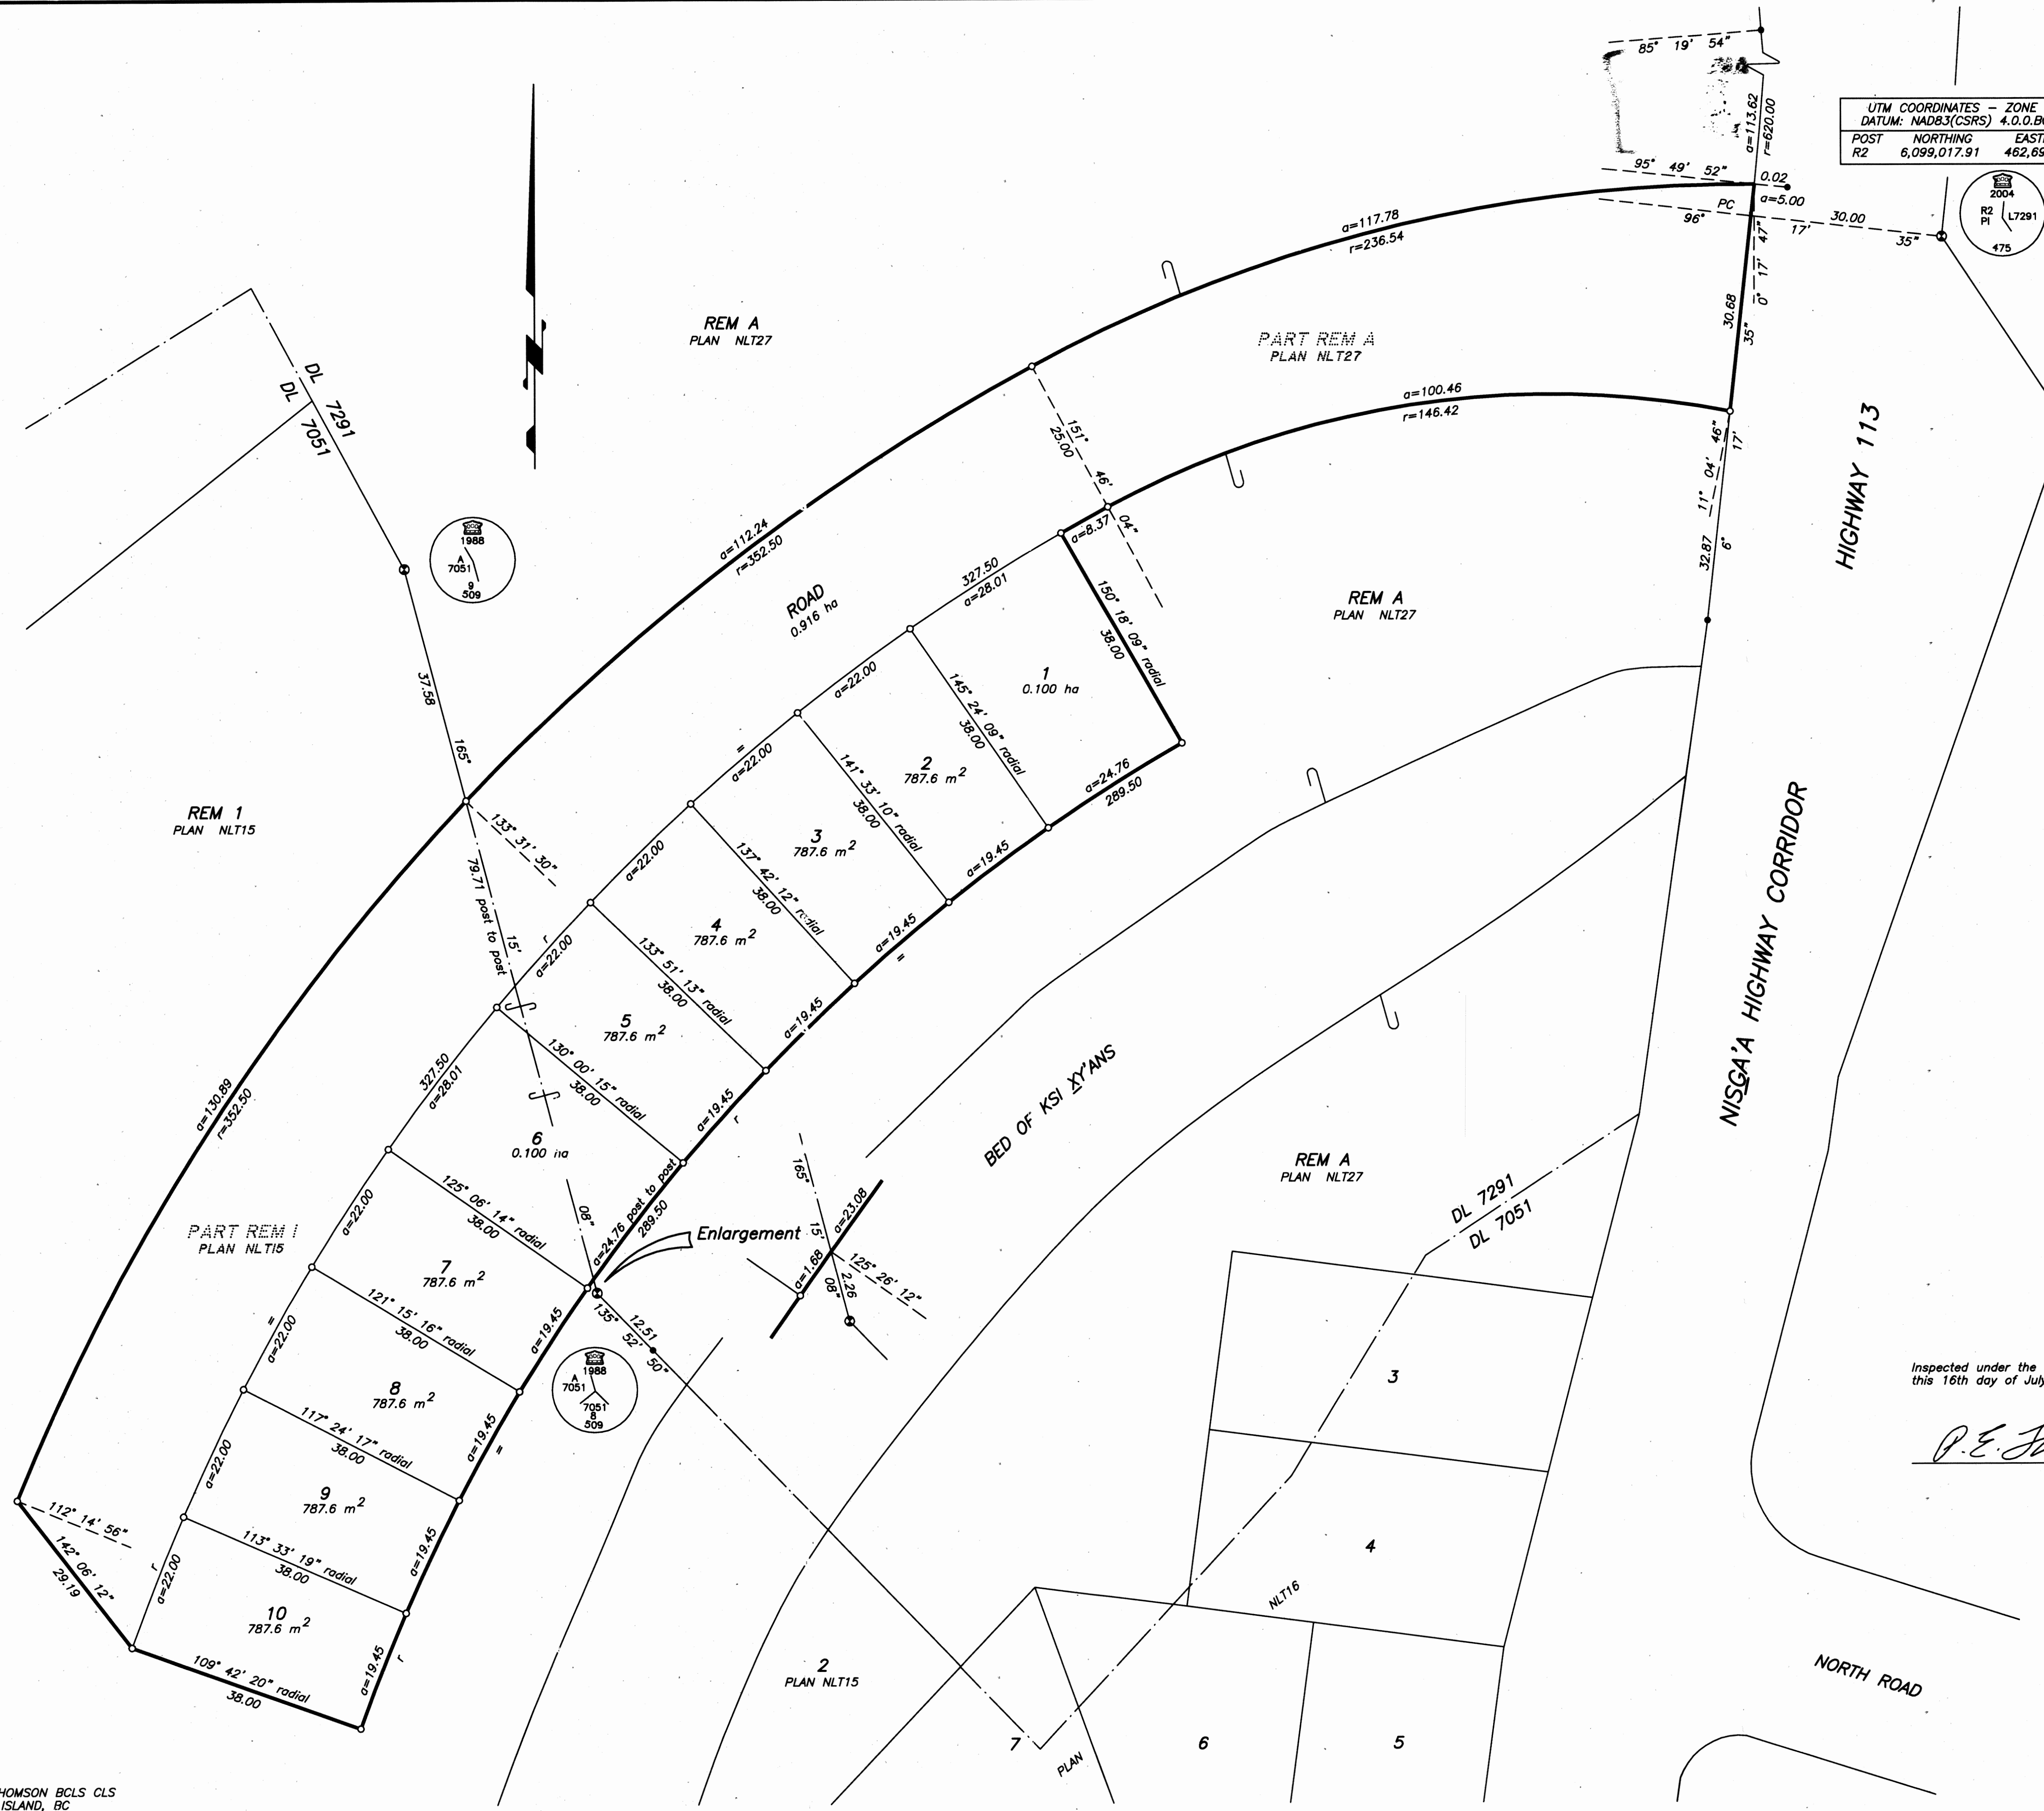 85° 19' 54"
a=113.62
r=620.00
UTM COORDINATES – ZONE
DATUM: NAD83(CSRS) 4.0.0.B
POST NORTHING EAST
R2 6,099,017.91 462,69
95° 49' 52"
0.02
a=5.00
PC
96° 17' 35"
30.00
2004
R2
PI
L7291
475
0° 17' 47"
a=117.78
r=236.54
30.68
35"
REM A
PLAN NLT27
PART REM A
PLAN NLT27
a=100.46
r=146.42
DL 7291
DL 7051
151° 46' 04"
25.00
11° 04' 46"
17'
6°
32.87
HIGHWAY 113
1988
A
7051
9
509
a=112.24
r=352.50
a=8.37
327.50
a=28.01
ROAD
0.916 ha
150° 18' 09" radial
38.00
REM A
PLAN NLT27
37.58
165°
a=22.00
1
0.100 ha
145° 24' 09" radial
38.00
=
a=22.00
2
787.6 m2
a=24.76
289.50
141° 33' 10" radial
38.00
REM 1
PLAN NLT15
133° 31' 30"
79.71 post to post
15'
a=22.00
3
787.6 m2
a=19.45
137° 42' 12" radial
38.00
r
a=22.00
4
787.6 m2
a=19.45
=
133° 51' 13" radial
38.00
5
787.6 m2
a=19.45
130° 00' 15" radial
38.00
NISGA'A HIGHWAY CORRIDOR
BED OF KSI XY'ANS
327.50
a=28.01
a=130.89
r=352.50
6
0.100 ha
a=19.45
r
125° 06' 14" radial
38.00
08"
a=24.76 post to post
289.50
Enlargement
165°
15'
08"
a=23.08
a=1.68
2.26
125° 26' 12"
REM A
PLAN NLT27
DL 7291
DL 7051
PART REM 1
PLAN NLT15
a=22.00
7
787.6 m2
121° 15' 16" radial
38.00
a=19.45
12.51
135° 52' 50"
1988
A
7051
7051
8
509
=
a=22.00
8
787.6 m2
117° 24' 17" radial
38.00
a=19.45
=
3
Inspected under the
this 16th day of July
a=22.00
9
787.6 m2
113° 33' 19" radial
38.00
a=19.45
112° 14' 56"
142° 06' 12"
29.19
r
a=22.00
10
787.6 m2
109° 42' 20" radial
38.00
a=19.45
r
4
NLT16
2
PLAN NLT15
NORTH ROAD
7
PLAN
6
5
HOMSON BCLS CLS
ISLAND, BC